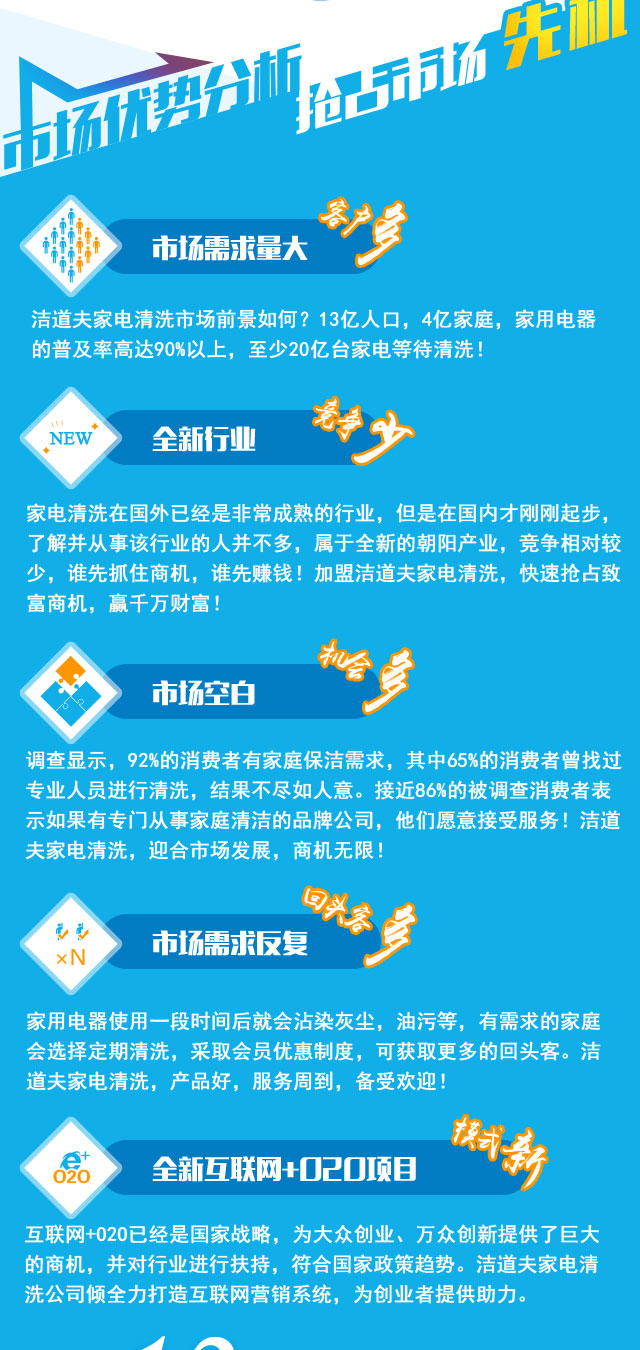 市场优势分析 抢占市场 先机
市场需求量大 客户多
洁道夫家电清洗市场前景如何？13亿人口，4亿家庭，家用电器
的普及率高达90%以上，至少20亿台家电等待清洗！
NEW
全新行业 竞争少
家电清洗在国外已经是非常成熟的行业，但是在国内才刚刚起步，
了解并从事该行业的人并不多，属于全新的朝阳产业，竞争相对较
少，谁先抓住商机，谁先赚钱！加盟洁道夫家电清洗，快速抢占致
富商机，赢千万财富！
市场空白 机会多
调查显示，92%的消费者有家庭保洁需求，其中65%的消费者曾找过
专业人员进行清洗，结果不尽如人意。接近86%的被调查消费者表
示如果有专门从事家庭清洁的品牌公司，他们愿意接受服务！洁道
夫家电清洗，迎合市场发展，商机无限！
×N
市场需求反复 回头客多
家用电器使用一段时间后就会沾染灰尘，油污等，有需求的家庭
会选择定期清洗，采取会员优惠制度，可获取更多的回头客。洁
道夫家电清洗，产品好，服务周到，备受欢迎！
e+
O2O
全新互联网+O2O项目 模式新
互联网+O2O已经是国家战略，为大众创业、万众创新提供了巨大
的商机，并对行业进行扶持，符合国家政策趋势。洁道夫家电清
洗公司倾全力打造互联网营销系统，为创业者提供助力。